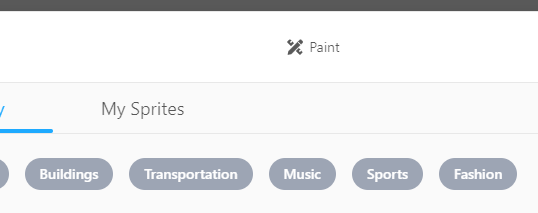 Paint
My Sprites
Buildings Transportation Music Sports Fashion